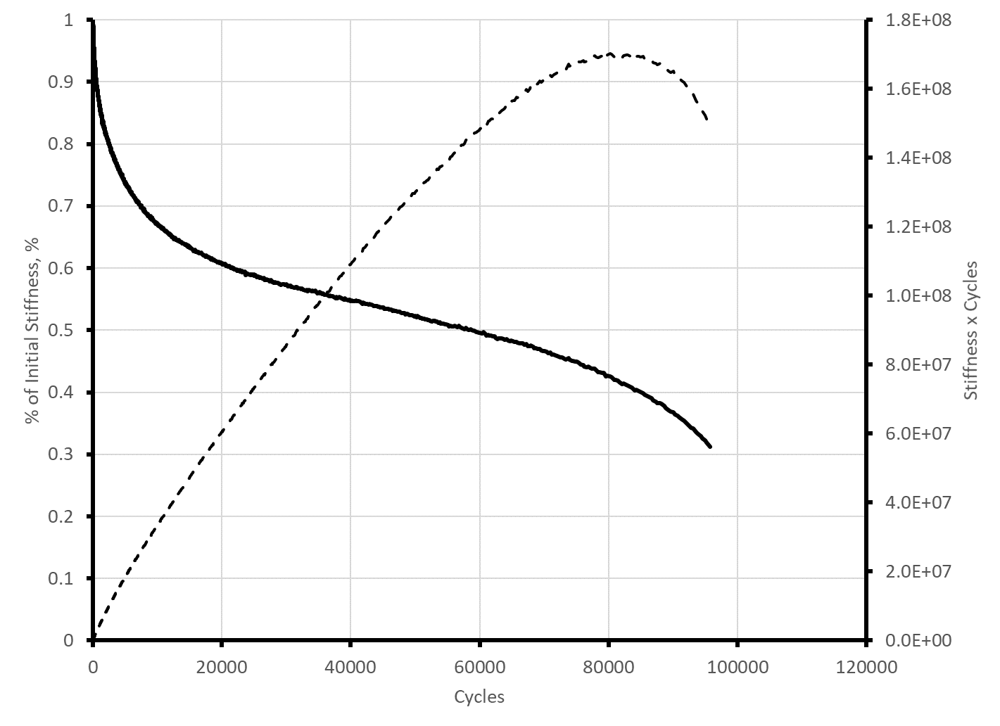 1
0.9
0.8
0.7
0.6
0.5
0.4
0.3
0.2
0.1
0
% of Initial Stiffness, %
1.8E+08
1.6E+08
1.4E+08
1.2E+08
1.0E+08
8.0E+07
6.0E+07
4.0E+07
2.0E+07
0.0E+00
Stiffness x Cycles
0 20000 40000 60000 80000 100000 120000
Cycles